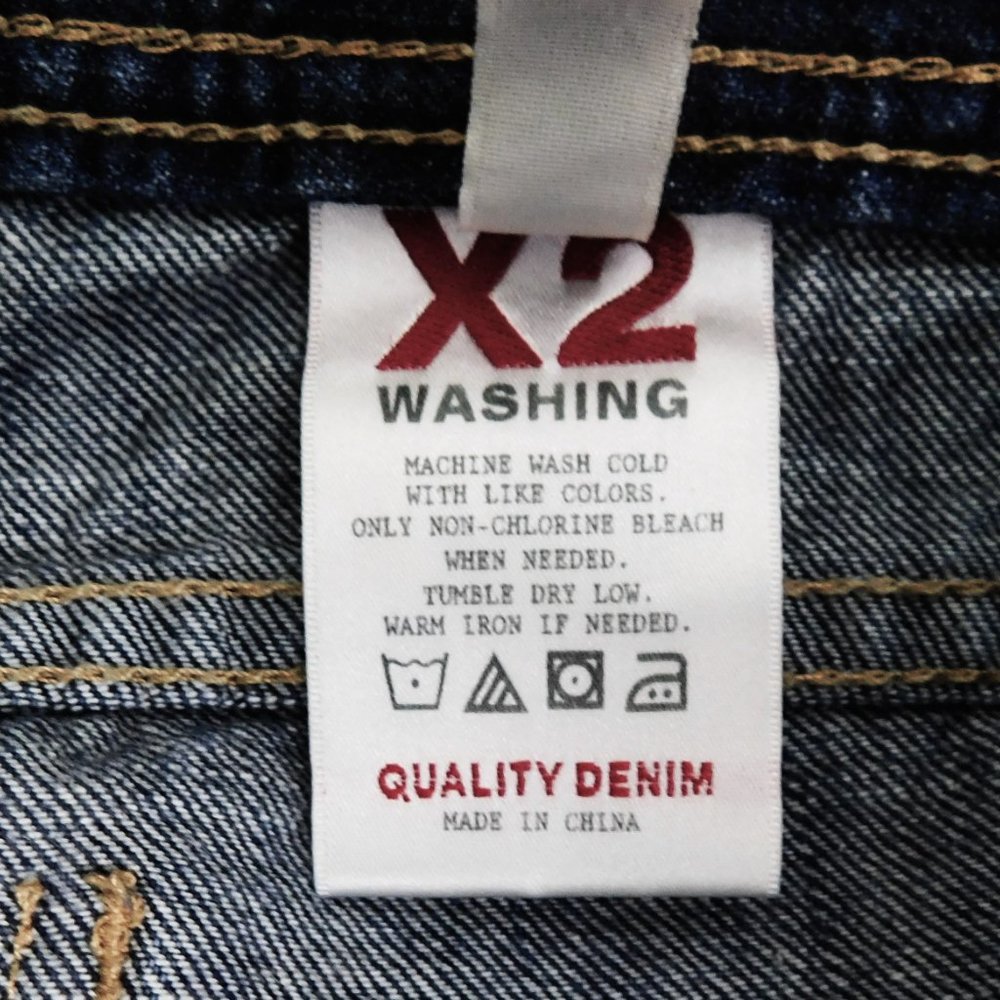 X2
WASHING
MACHINE WASH COLD
WITH LIKE COLORS.
ONLY NON-CHLORINE BLEACH
WHEN NEEDED.
TUMBLE DRY LOW.
WARM IRON IF NEEDED.
QUALITY DENIM
MADE IN CHINA